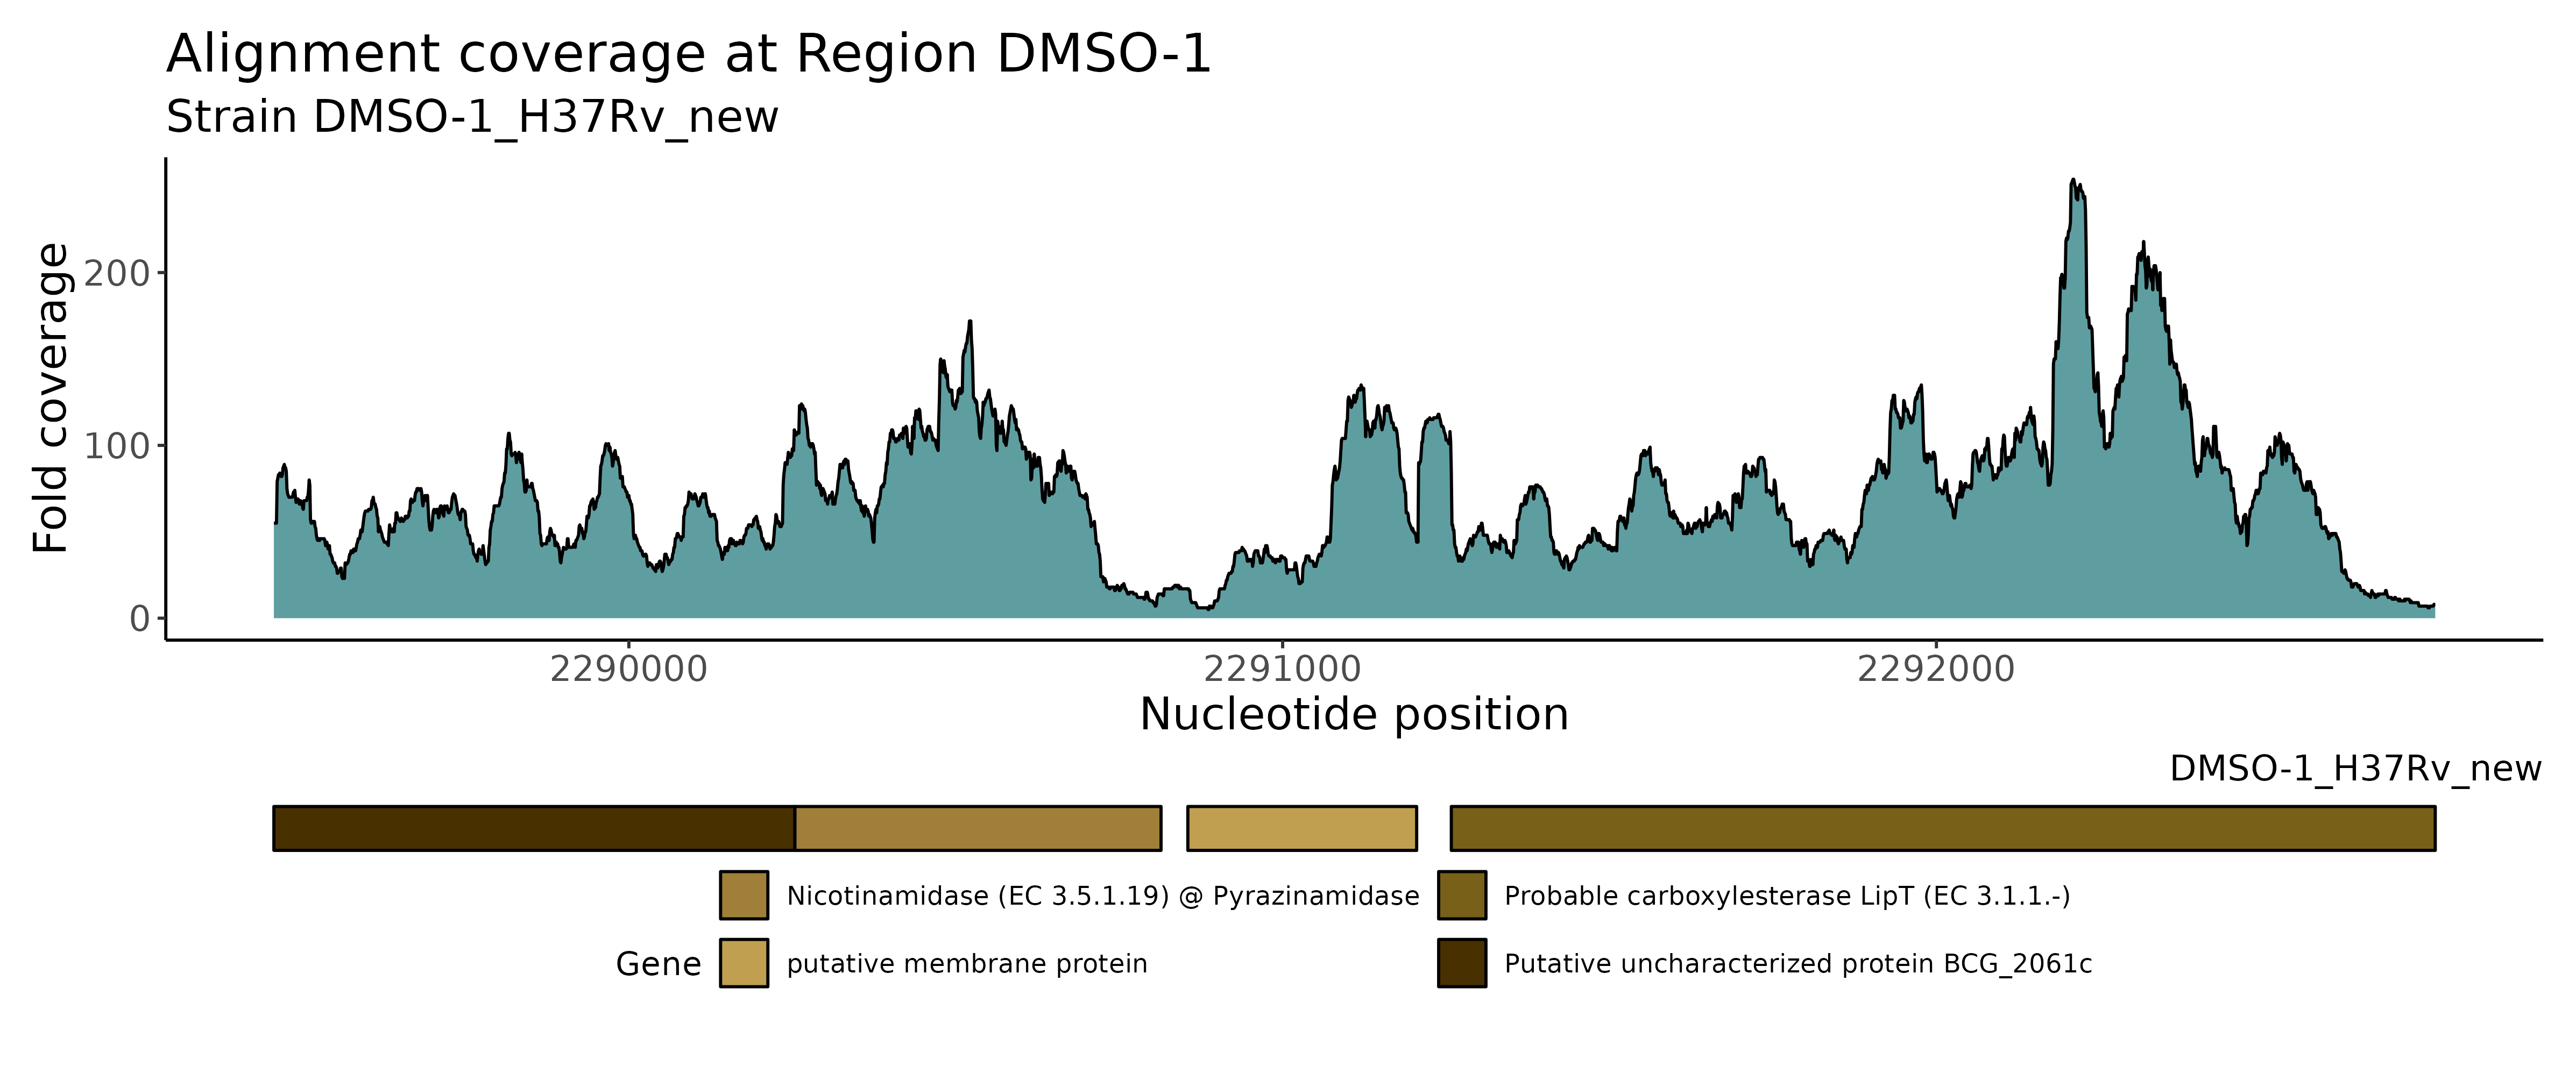 Alignment coverage at Region DMSO-1
Strain DMSO-1_H37Rv_new
Fold coverage
200
100
0
2290000 2291000 2292000
Nucleotide position
DMSO-1_H37Rv_new
Gene
Nicotinamidase (EC 3.5.1.19) @ Pyrazinamidase
putative membrane protein
Probable carboxylesterase LipT (EC 3.1.1.-)
Putative uncharacterized protein BCG_2061c